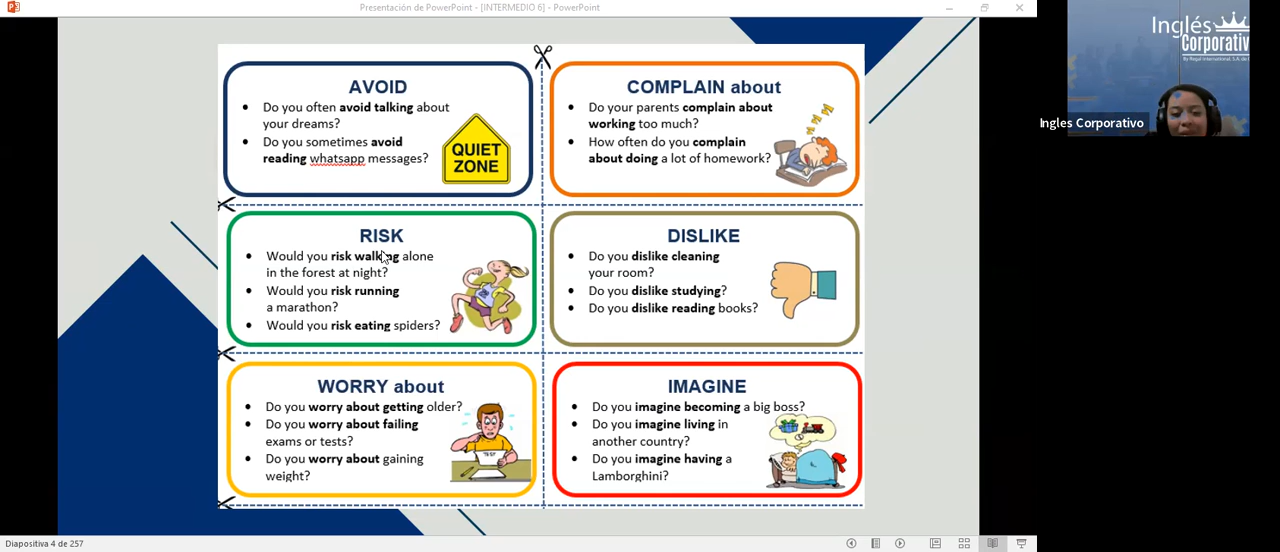 Presentación de PowerPoint - [INTERMEDIO 6] - PowerPoint
AVOID
Do you often avoid talking about
your dreams?
Do you sometimes avoid
reading whatsapp messages?
QUIET
ZONE
COMPLAIN about
Do your parents complain about
working too much?
How often do you complain
about doing a lot of homework?
RISK
Would you risk walking alone
in the forest at night?
Would you risk running
a marathon?
Would you risk eating spiders?
DISLIKE
Do you dislike cleaning
your room?
Do you dislike studying?
Do you dislike reading books?
WORRY about
Do you worry about getting older?
Do you worry about failing
exams or tests?
Do you worry about gaining
weight?
TEST
IMAGINE
Do you imagine becoming a big boss?
Do you imagine living in
another country?
Do you imagine having a
Lamborghini?
Inglés
Corporativ
Ingles Corporativo
Diapositiva 4 de 257